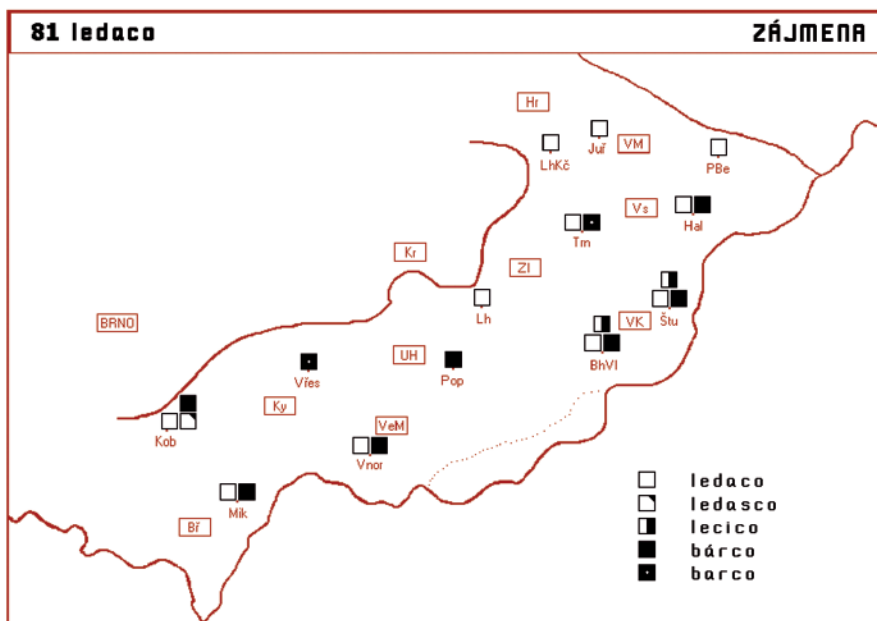 81 ledaco ZÁJMENA
Hr
LhKč Juř VM PBe
Vs
Hal
Trn
Kr
Zl
Lh
Štu
BRNO
VK
BhVl
UH
Vřes Pop
Ky
VeM
Kob
Vnor
Mik
Bř
ledaco
ledasco
lecico
bárco
barco